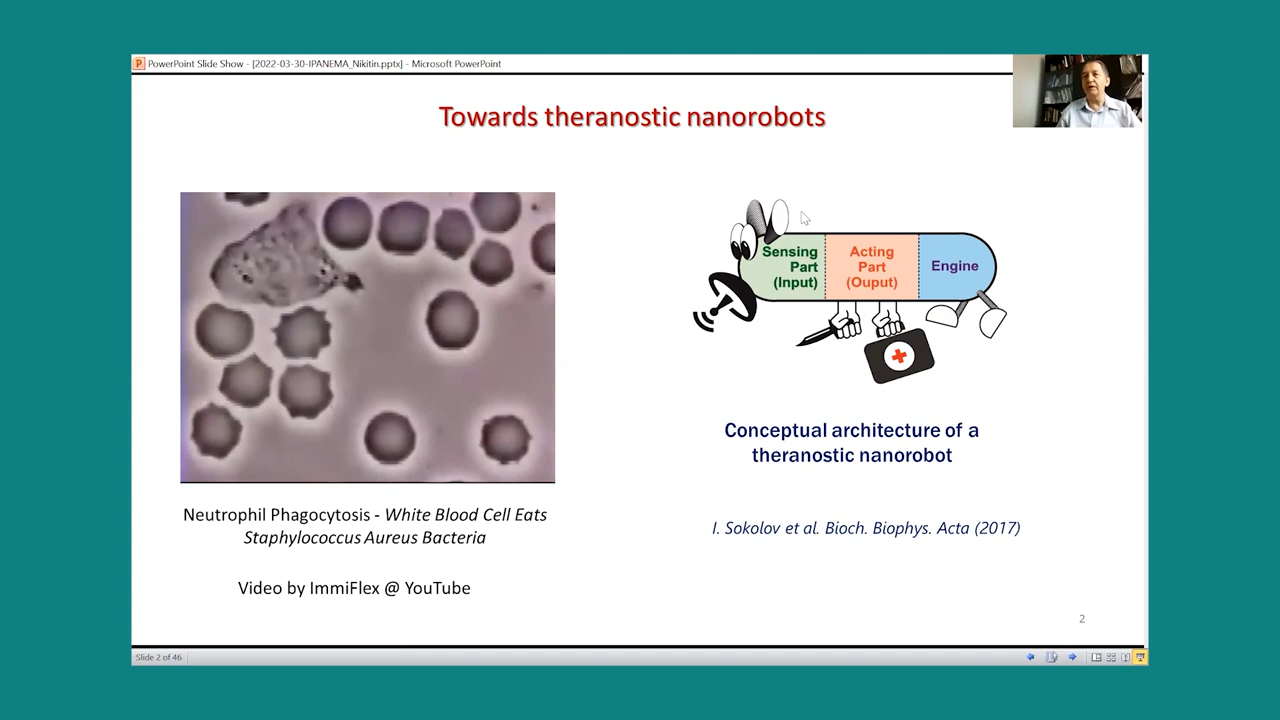 PowerPoint Slide Show - [2022-03-30-IPANEMA_Nikitin.pptx] - Microsoft PowerPoint
Towards theranostic nanorobots
Sensing
Part
(Input)
Acting
Part
(Ouput)
Engine
Conceptual architecture of a
theranostic nanorobot
I. Sokolov et al. Bioch. Biophys. Acta (2017)
Neutrophil Phagocytosis - White Blood Cell Eats
Staphylococcus Aureus Bacteria
Video by ImmiFlex @ YouTube
2
Slide 2 of 46